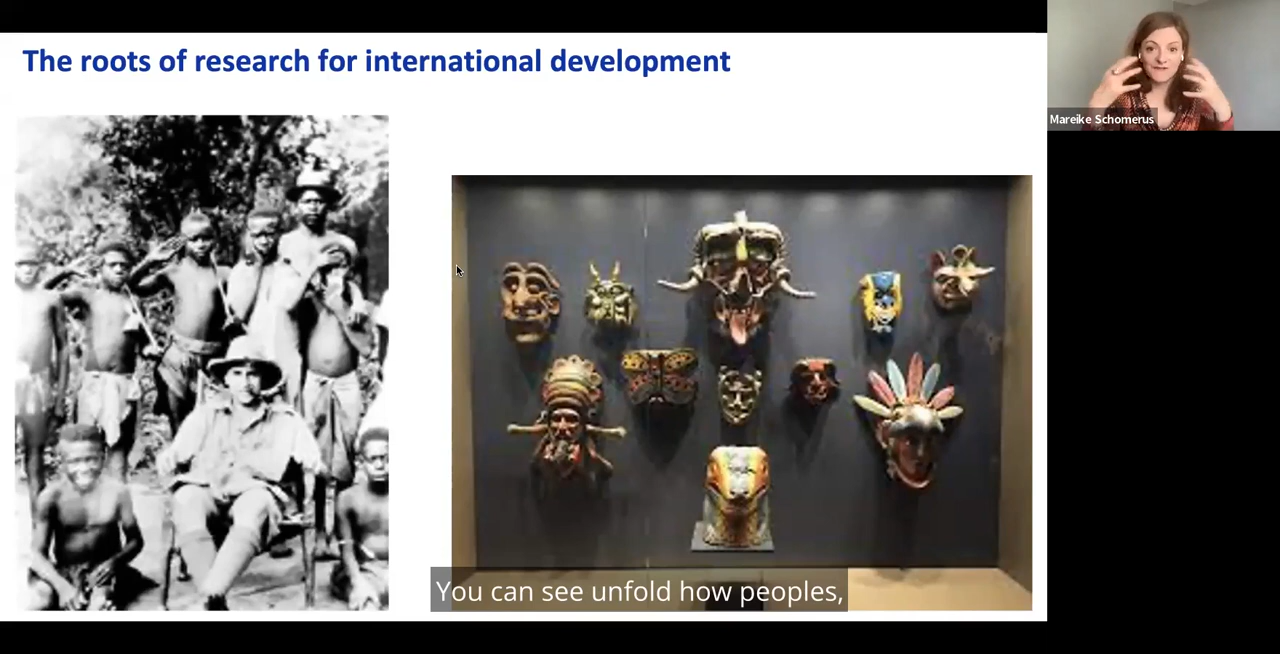 The roots of research for international development
Mareike Schomerus
You can see unfold how peoples,